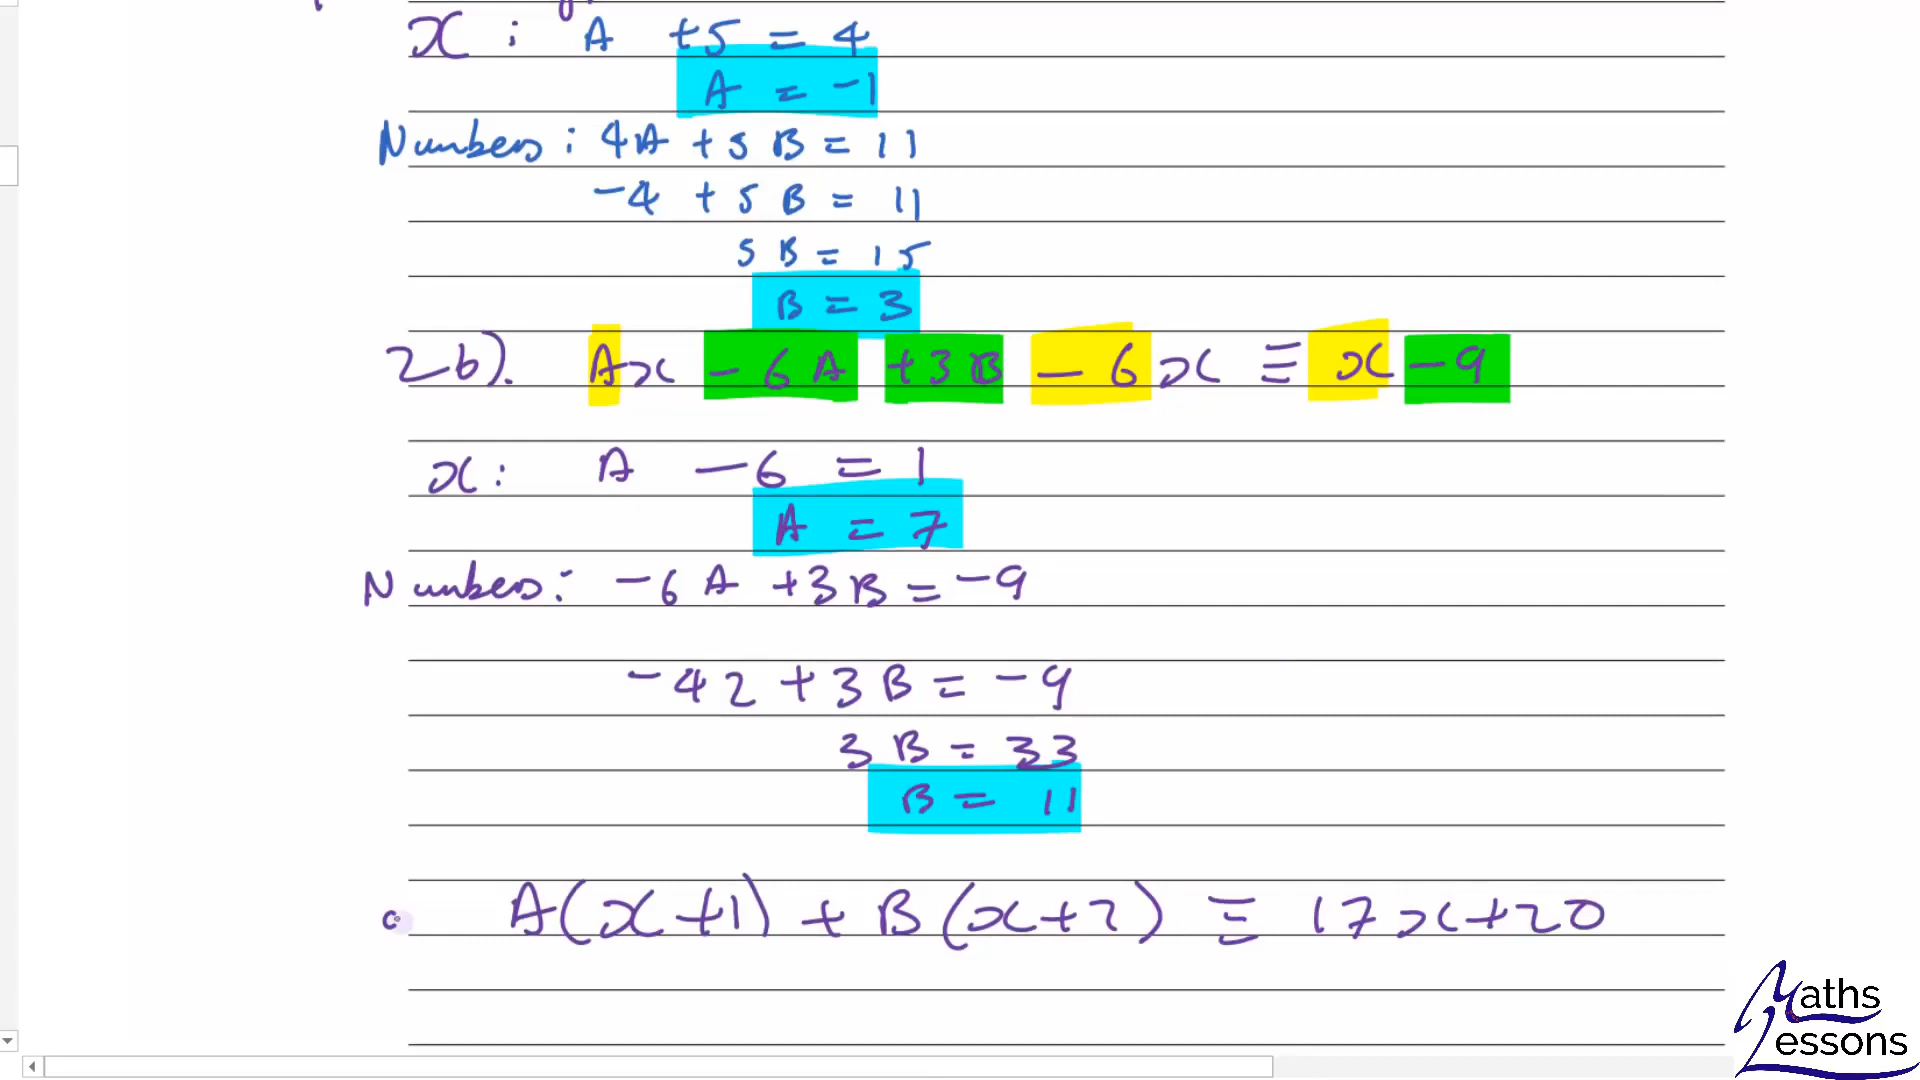 x : A + 5 = 4
A = -1
Numbers : 4A + 5B = 11
-4 + 5B = 11
5B = 15
B = 3
2b). Ax - 6A + 3B - 6x ≡ x - 9
x : A - 6 = 1
A = 7
Numbers : -6A + 3B = -9
-42 + 3B = -9
3B = 33
B = 11
c A(x+1) + B(x+2) ≡ 17x+20
Maths
Lessons